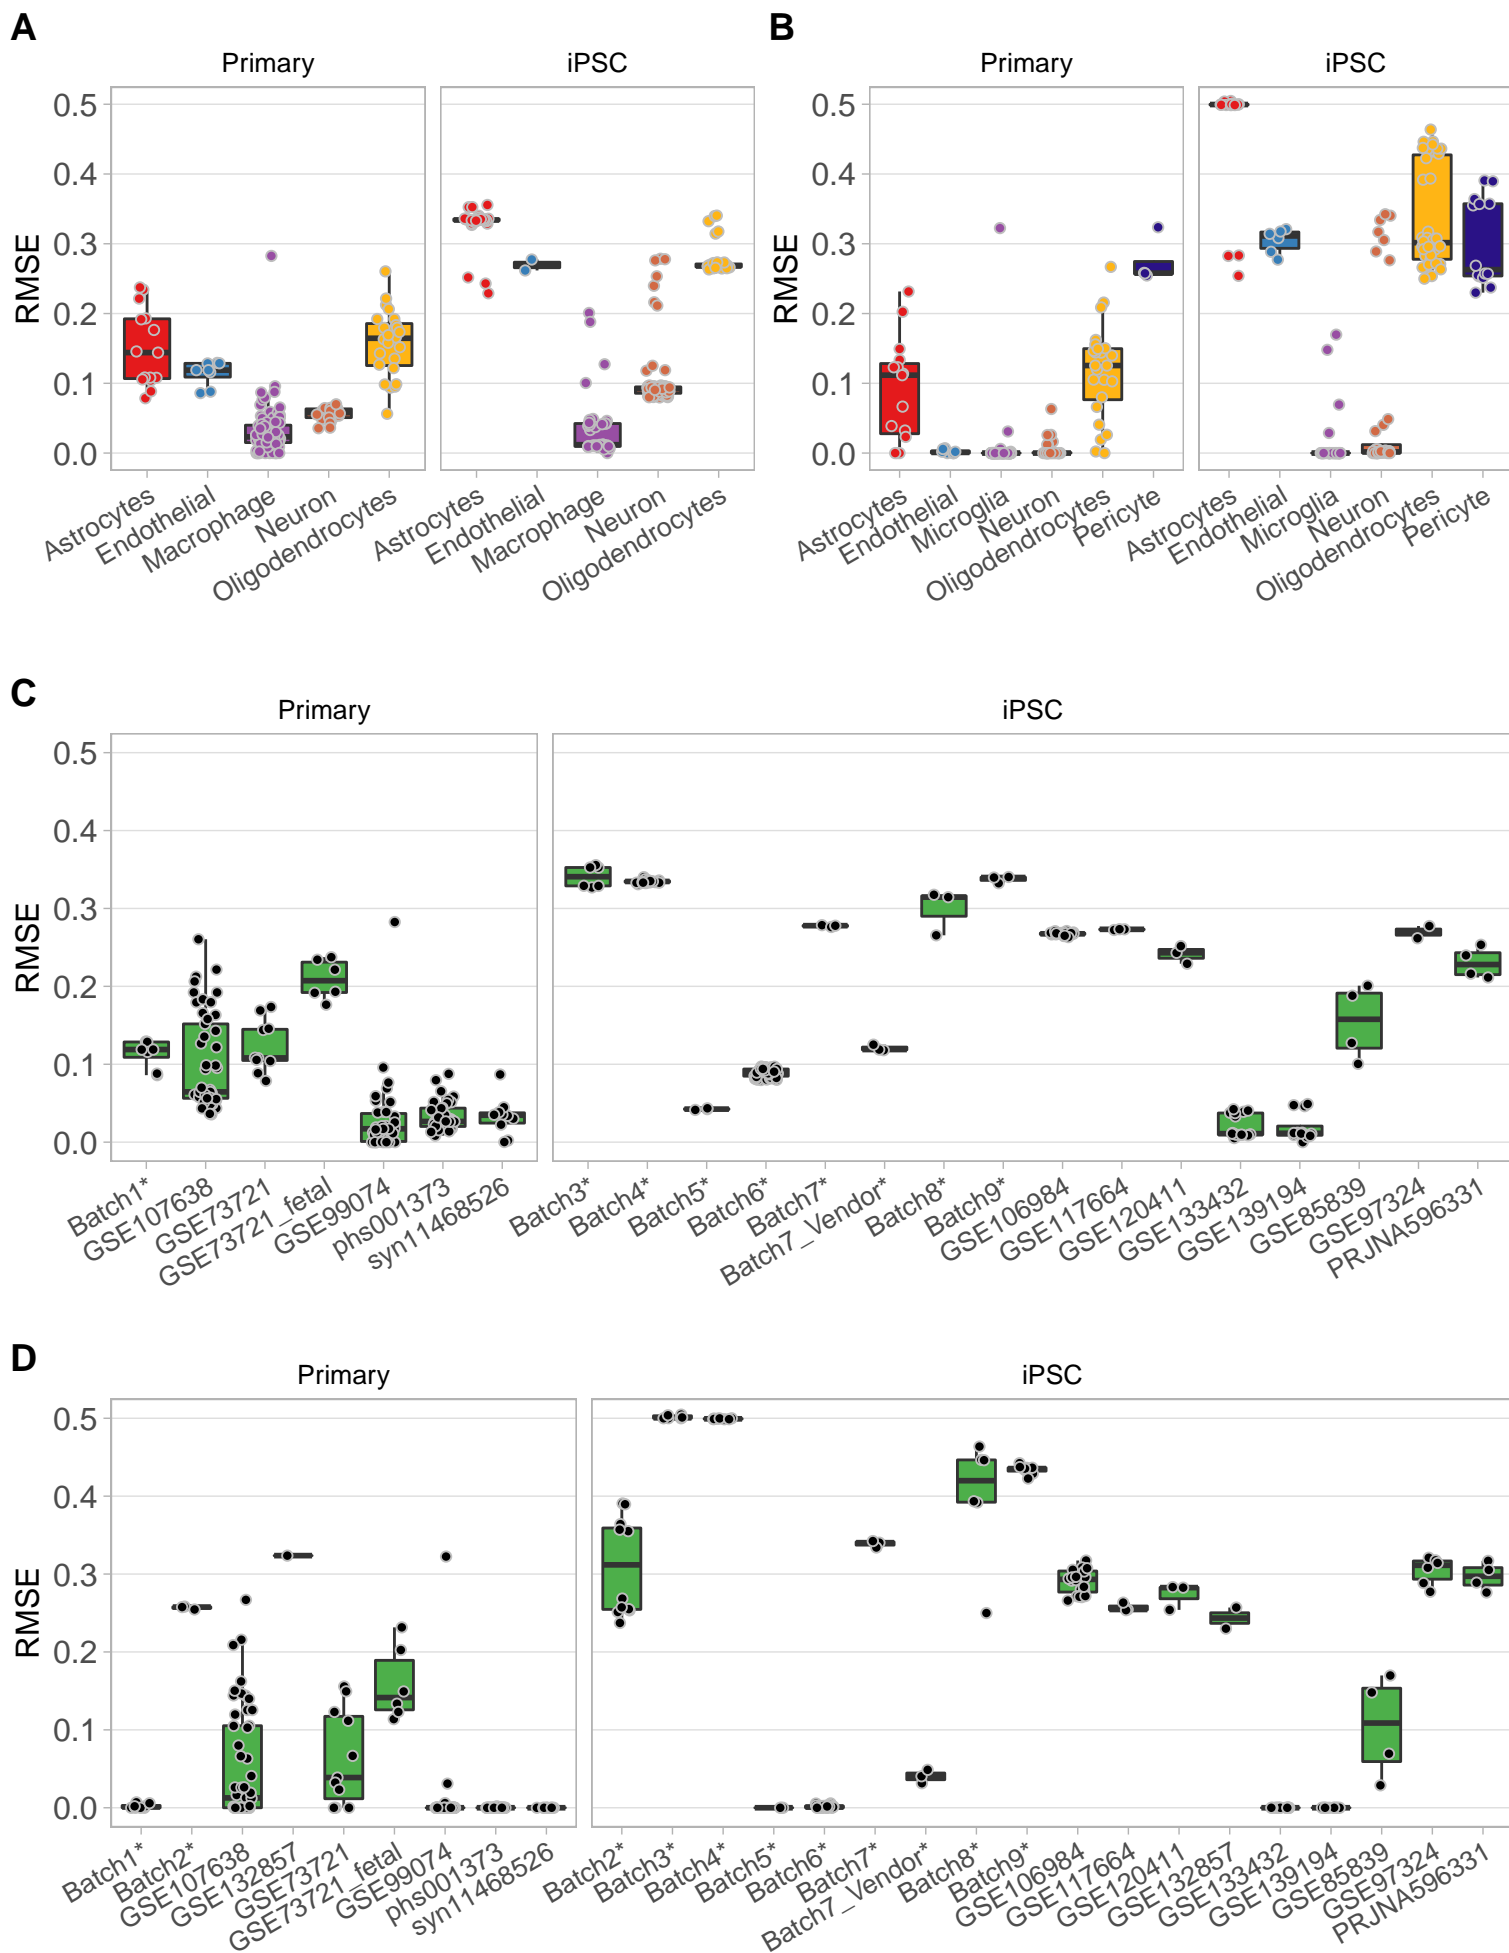 A
B
Primary
iPSC
Primary
iPSC
RMSE
0.5
0.4
0.3
0.2
0.1
0.0
Astrocytes
Endothelial
Macrophage
Neuron
Oligodendrocytes
Astrocytes
Endothelial
Macrophage
Neuron
Oligodendrocytes
RMSE
0.5
0.4
0.3
0.2
0.1
0.0
Astrocytes
Endothelial
Microglia
Neuron
Oligodendrocytes
Pericyte
Astrocytes
Endothelial
Microglia
Neuron
Oligodendrocytes
Pericyte
C
Primary
iPSC
RMSE
0.5
0.4
0.3
0.2
0.1
0.0
Batch1*
GSE107638
GSE73721
GSE73721_fetal
GSE99074
phs001373
syn11468526
Batch3*
Batch4*
Batch5*
Batch6*
Batch7*
Batch7_Vendor*
Batch8*
Batch9*
GSE106984
GSE117664
GSE120411
GSE133432
GSE139194
GSE85839
GSE97324
PRJNA596331
D
Primary
iPSC
RMSE
0.5
0.4
0.3
0.2
0.1
0.0
Batch1*
Batch2*
GSE107638
GSE132857
GSE73721
GSE73721_fetal
GSE99074
phs001373
syn11468526
Batch2*
Batch3*
Batch4*
Batch5*
Batch6*
Batch7*
Batch7_Vendor*
Batch8*
Batch9*
GSE106984
GSE117664
GSE120411
GSE132857
GSE133432
GSE139194
GSE85839
GSE97324
PRJNA596331